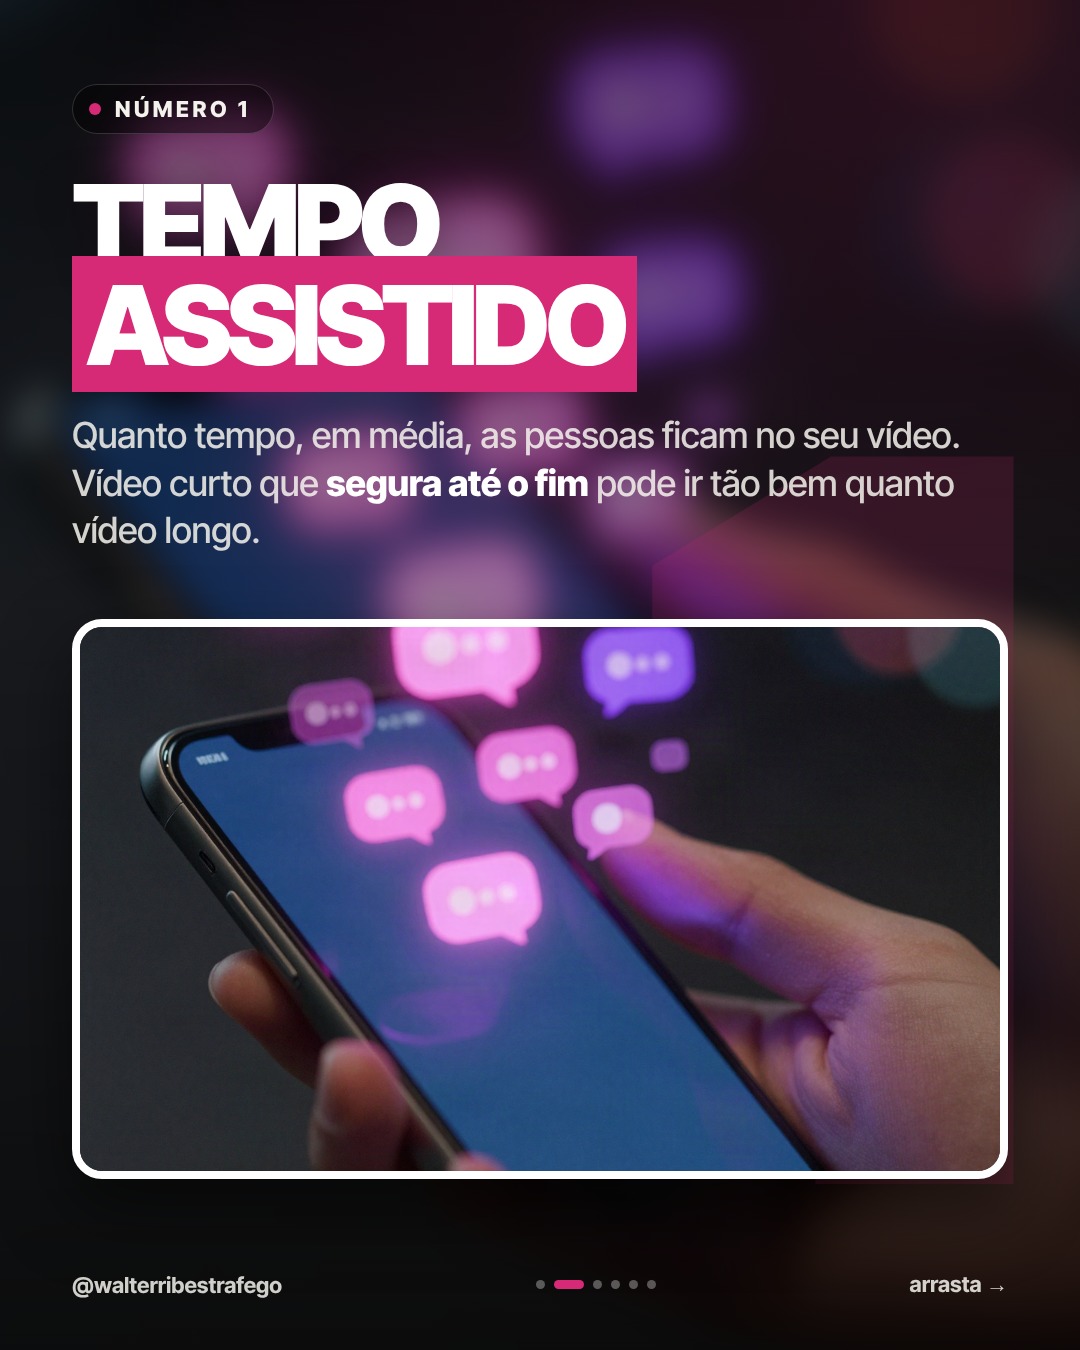 NÚMERO 1
TEMPO
ASSISTIDO
Quanto tempo, em média, as pessoas ficam no seu vídeo.
Vídeo curto que segura até o fim pode ir tão bem quanto
vídeo longo.
@walterribestrafego
arrasta →